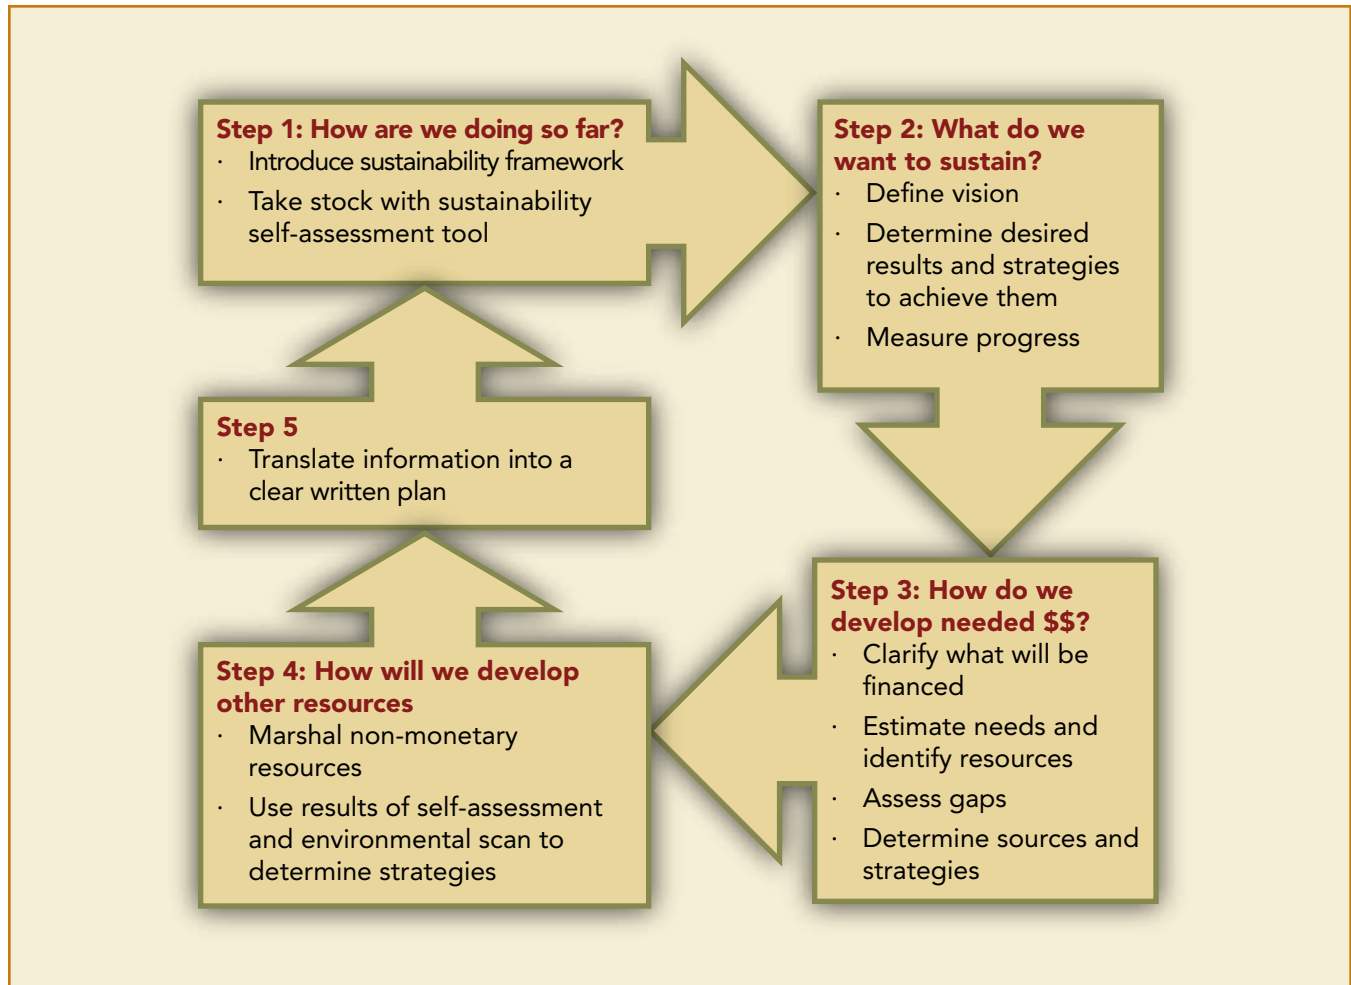 Step 1: How are we doing so far?
· Introduce sustainability framework
· Take stock with sustainability
self-assessment tool
Step 2: What do we
want to sustain?
· Define vision
· Determine desired
results and strategies
to achieve them
· Measure progress
Step 3: How do we
develop needed $$?
· Clarify what will be
financed
· Estimate needs and
identify resources
· Assess gaps
· Determine sources and
strategies
Step 4: How will we develop
other resources
· Marshal non-monetary
resources
· Use results of self-assessment
and environmental scan to
determine strategies
Step 5
· Translate information into a
clear written plan